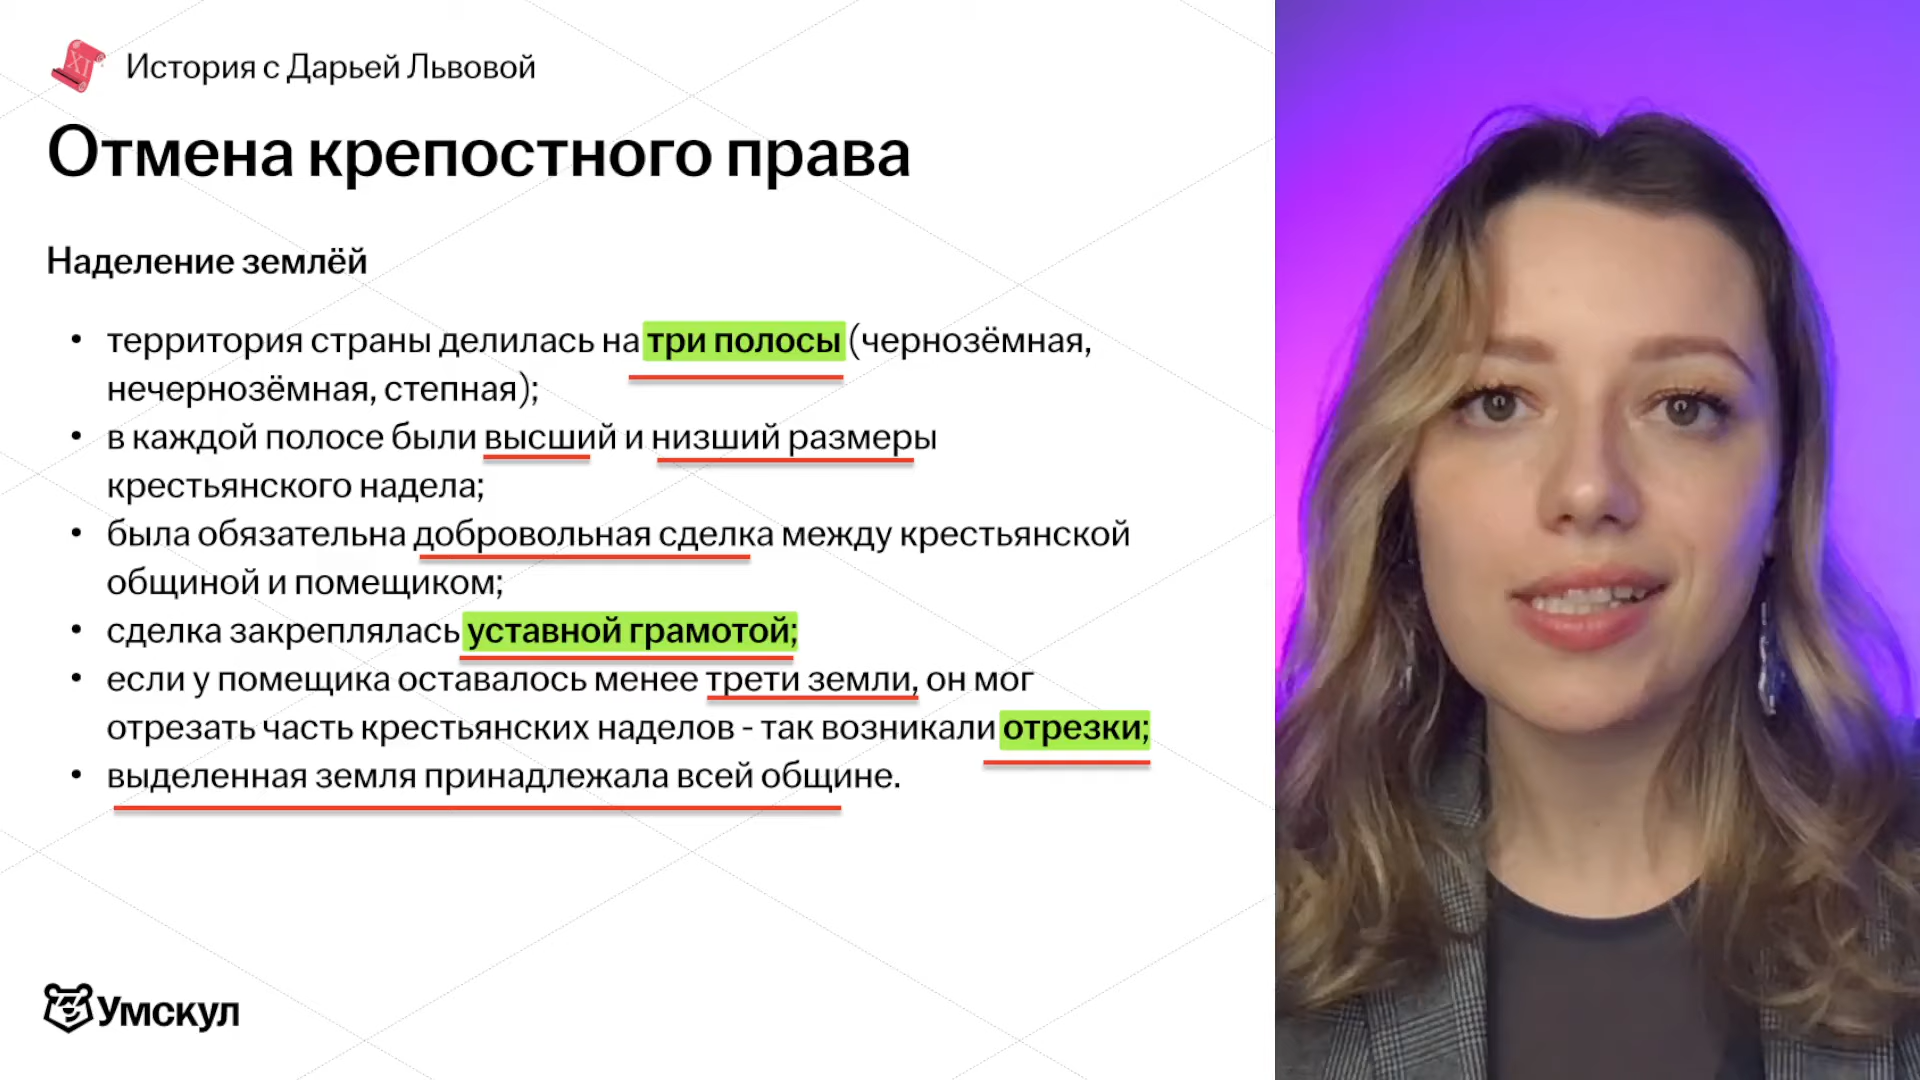 XI
История с Дарьей Львовой
Отмена крепостного права
Наделение землёй
• территория страны делилась на три полосы (чернозёмная,
нечернозёмная, степная);
• в каждой полосе были высший и низший размеры
крестьянского надела;
• была обязательна добровольная сделка между крестьянской
общиной и помещиком;
• сделка закреплялась уставной грамотой;
• если у помещика оставалось менее трети земли, он мог
отрезать часть крестьянских наделов - так возникали отрезки;
• выделенная земля принадлежала всей общине.
Умскул